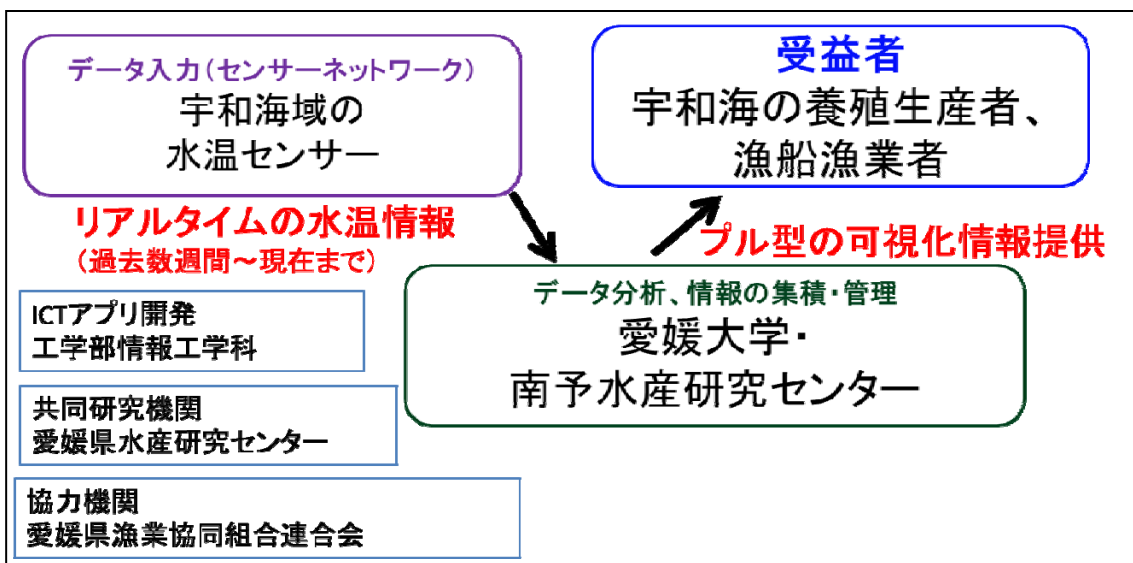 データ入力(センサーネットワーク)
宇和海域の
水温センサー
受益者
宇和海の養殖生産者、
漁船漁業者
リアルタイムの水温情報
(過去数週間～現在まで)
プル型の可視化情報提供
データ分析、情報の集積・管理
愛媛大学・
南予水産研究センター
ICTアプリ開発
工学部情報工学科
共同研究機関
愛媛県水産研究センター
協力機関
愛媛県漁業協同組合連合会